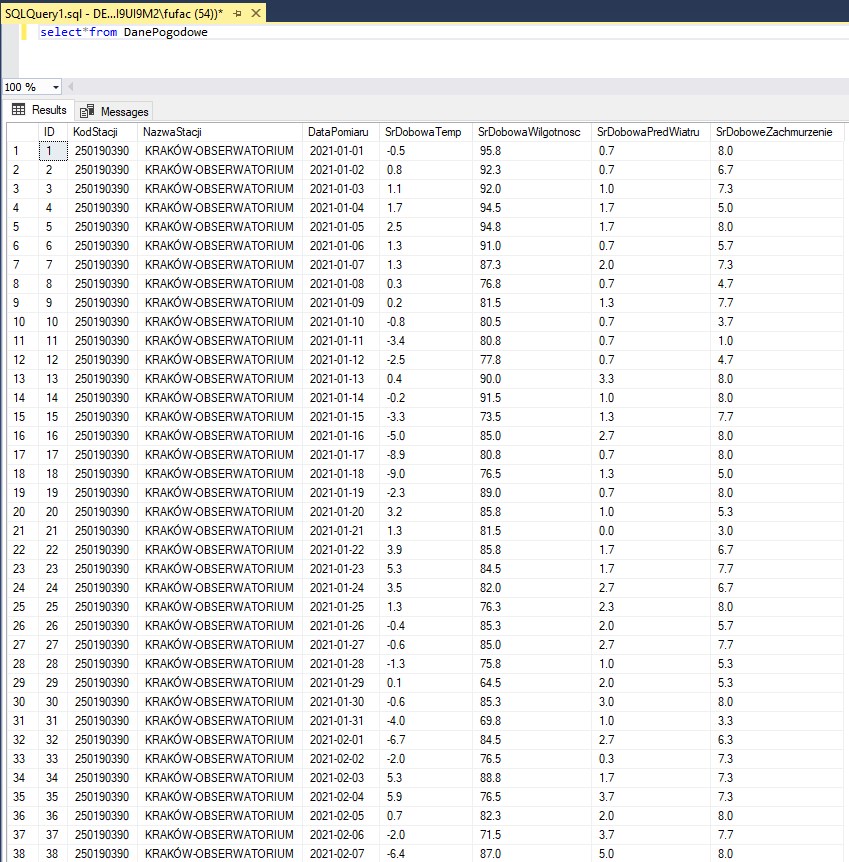 SQLQuery1.sql - DE...I9UI9M2\fufac (54))*
select*from DanePogodowe
100 %
Results Messages
ID KodStacji NazwaStacji DataPomiaru SrDobowaTemp SrDobowaWilgotnosc SrDobowaPredWiatru SrDoboweZachmurzenie
1 1 250190390 KRAKÓW-OBSERWATORIUM 2021-01-01 -0.5 95.8 0.7 8.0
2 2 250190390 KRAKÓW-OBSERWATORIUM 2021-01-02 0.8 92.3 0.7 6.7
3 3 250190390 KRAKÓW-OBSERWATORIUM 2021-01-03 1.1 92.0 1.0 7.3
4 4 250190390 KRAKÓW-OBSERWATORIUM 2021-01-04 1.7 94.5 1.7 5.0
5 5 250190390 KRAKÓW-OBSERWATORIUM 2021-01-05 2.5 94.8 1.7 8.0
6 6 250190390 KRAKÓW-OBSERWATORIUM 2021-01-06 1.3 91.0 0.7 5.7
7 7 250190390 KRAKÓW-OBSERWATORIUM 2021-01-07 1.3 87.3 2.0 7.3
8 8 250190390 KRAKÓW-OBSERWATORIUM 2021-01-08 0.3 76.8 0.7 4.7
9 9 250190390 KRAKÓW-OBSERWATORIUM 2021-01-09 0.2 81.5 1.3 7.7
10 10 250190390 KRAKÓW-OBSERWATORIUM 2021-01-10 -0.8 80.5 0.7 3.7
11 11 250190390 KRAKÓW-OBSERWATORIUM 2021-01-11 -3.4 80.8 0.7 1.0
12 12 250190390 KRAKÓW-OBSERWATORIUM 2021-01-12 -2.5 77.8 0.7 4.7
13 13 250190390 KRAKÓW-OBSERWATORIUM 2021-01-13 0.4 90.0 3.3 8.0
14 14 250190390 KRAKÓW-OBSERWATORIUM 2021-01-14 -0.2 91.5 1.0 8.0
15 15 250190390 KRAKÓW-OBSERWATORIUM 2021-01-15 -3.3 73.5 1.3 7.7
16 16 250190390 KRAKÓW-OBSERWATORIUM 2021-01-16 -5.0 85.0 2.7 8.0
17 17 250190390 KRAKÓW-OBSERWATORIUM 2021-01-17 -8.9 80.8 0.7 8.0
18 18 250190390 KRAKÓW-OBSERWATORIUM 2021-01-18 -9.0 76.5 1.3 5.0
19 19 250190390 KRAKÓW-OBSERWATORIUM 2021-01-19 -2.3 89.0 0.7 8.0
20 20 250190390 KRAKÓW-OBSERWATORIUM 2021-01-20 3.2 85.8 1.0 5.3
21 21 250190390 KRAKÓW-OBSERWATORIUM 2021-01-21 1.3 81.5 0.0 3.0
22 22 250190390 KRAKÓW-OBSERWATORIUM 2021-01-22 3.9 85.8 1.7 6.7
23 23 250190390 KRAKÓW-OBSERWATORIUM 2021-01-23 5.3 84.5 1.7 7.7
24 24 250190390 KRAKÓW-OBSERWATORIUM 2021-01-24 3.5 82.0 2.7 6.7
25 25 250190390 KRAKÓW-OBSERWATORIUM 2021-01-25 1.3 76.3 2.3 8.0
26 26 250190390 KRAKÓW-OBSERWATORIUM 2021-01-26 -0.4 85.3 2.0 5.7
27 27 250190390 KRAKÓW-OBSERWATORIUM 2021-01-27 -0.6 85.0 2.7 7.7
28 28 250190390 KRAKÓW-OBSERWATORIUM 2021-01-28 -1.3 75.8 1.0 5.3
29 29 250190390 KRAKÓW-OBSERWATORIUM 2021-01-29 0.1 64.5 2.0 5.3
30 30 250190390 KRAKÓW-OBSERWATORIUM 2021-01-30 -0.6 85.3 3.0 8.0
31 31 250190390 KRAKÓW-OBSERWATORIUM 2021-01-31 -4.0 69.8 1.0 3.3
32 32 250190390 KRAKÓW-OBSERWATORIUM 2021-02-01 -6.7 84.5 2.7 6.3
33 33 250190390 KRAKÓW-OBSERWATORIUM 2021-02-02 -2.0 76.5 0.3 7.3
34 34 250190390 KRAKÓW-OBSERWATORIUM 2021-02-03 5.3 88.8 1.7 7.3
35 35 250190390 KRAKÓW-OBSERWATORIUM 2021-02-04 5.9 76.5 3.7 7.3
36 36 250190390 KRAKÓW-OBSERWATORIUM 2021-02-05 0.7 82.3 2.0 8.0
37 37 250190390 KRAKÓW-OBSERWATORIUM 2021-02-06 -2.0 71.5 3.7 7.7
38 38 250190390 KRAKÓW-OBSERWATORIUM 2021-02-07 -6.4 87.0 5.0 8.0